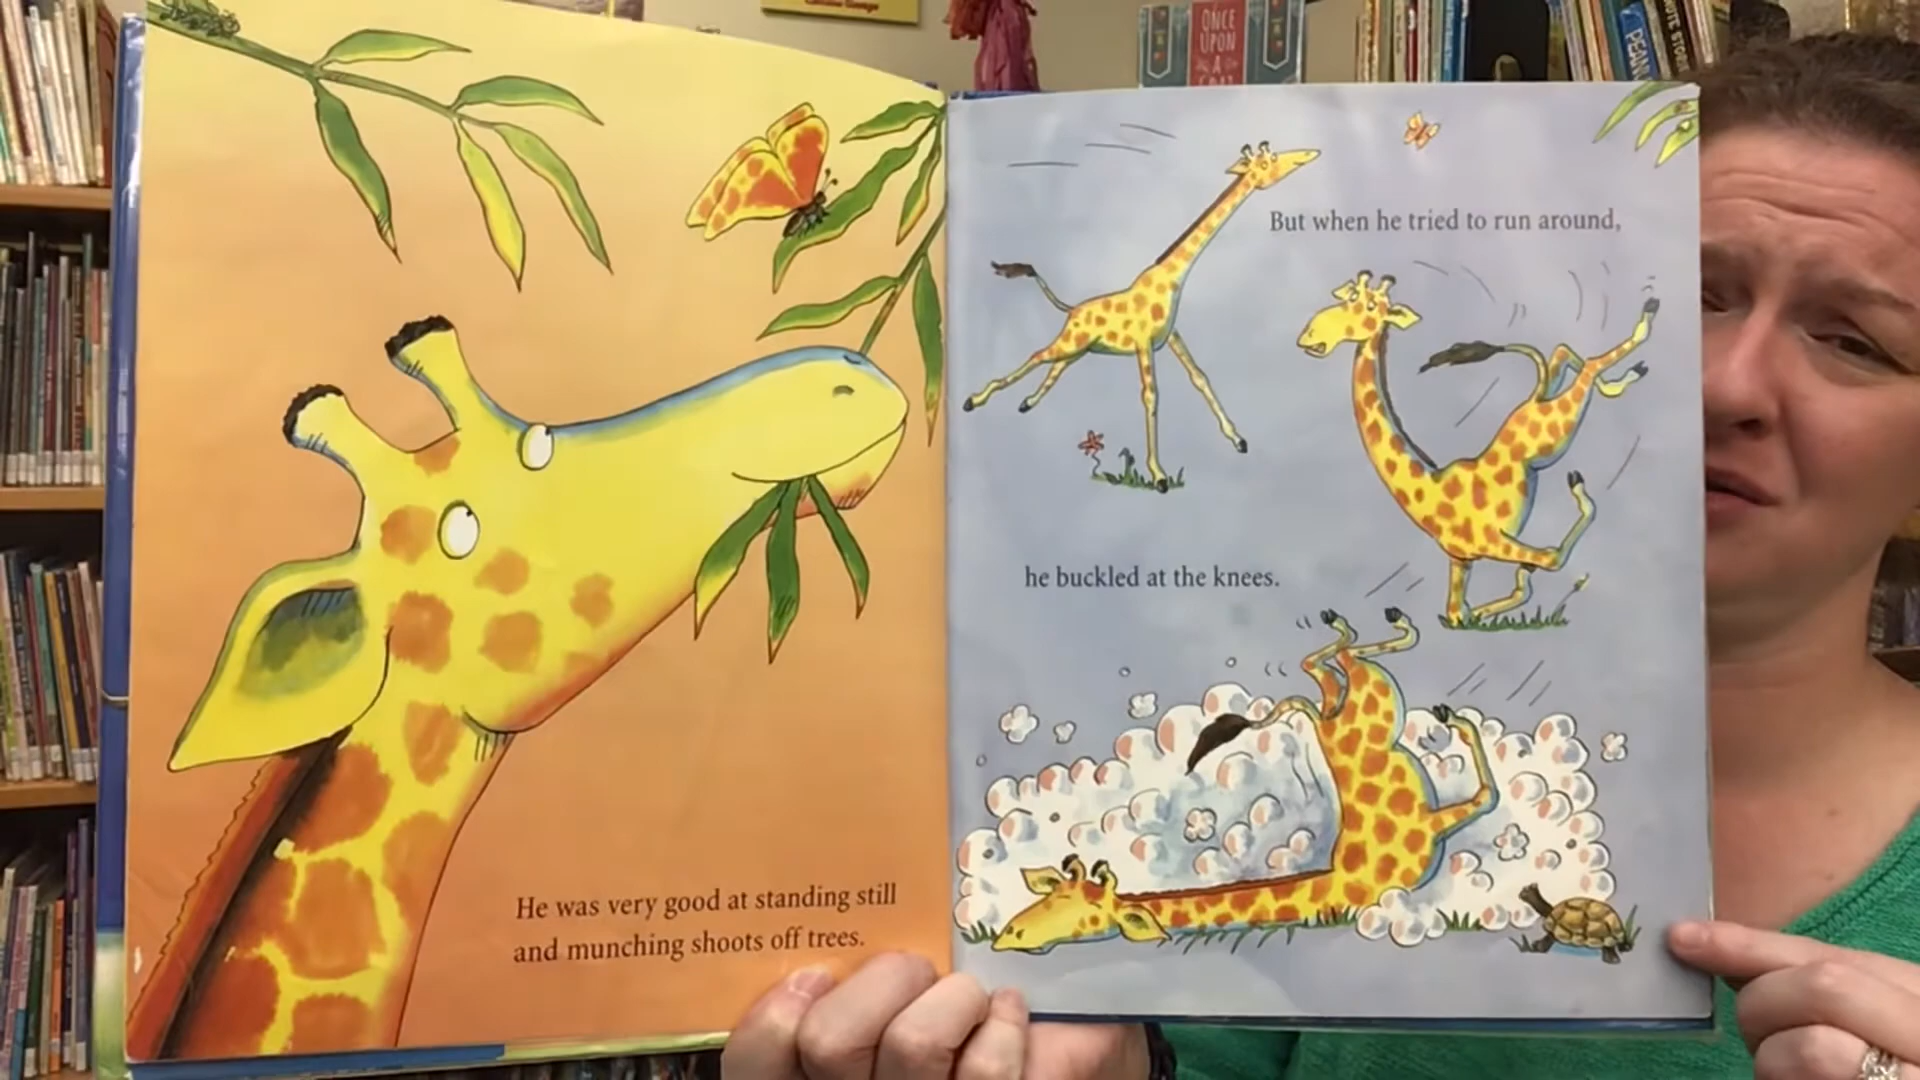 ONCE
UPON
A
PEAN
He was very good at standing still
and munching shoots off trees.
But when he tried to run around,
he buckled at the knees.